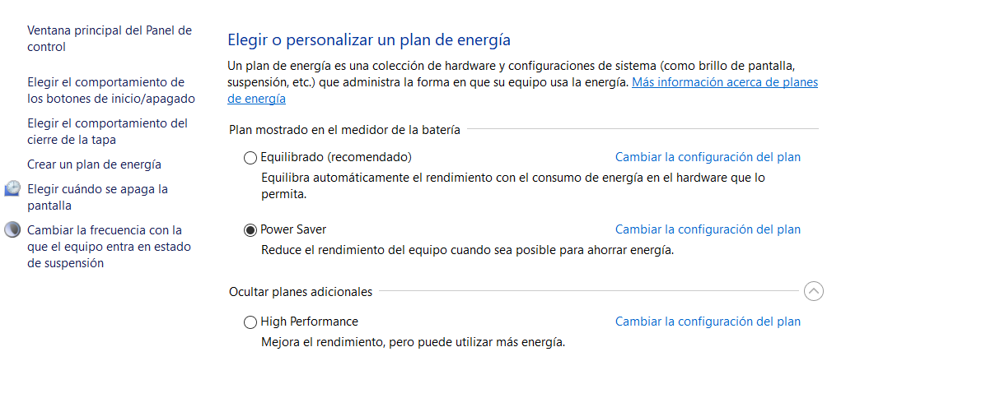 Ventana principal del Panel de
control
Elegir el comportamiento de
los botones de inicio/apagado
Elegir el comportamiento del
cierre de la tapa
Crear un plan de energía
Elegir cuándo se apaga la
pantalla
Cambiar la frecuencia con la
que el equipo entra en estado
de suspensión
Elegir o personalizar un plan de energía
Un plan de energía es una colección de hardware y configuraciones de sistema (como brillo de pantalla,
suspensión, etc.) que administra la forma en que su equipo usa la energía. Más información acerca de planes
de energía
Plan mostrado en el medidor de la batería
Equilibrado (recomendado) Cambiar la configuración del plan
Equilibra automáticamente el rendimiento con el consumo de energía en el hardware que lo
permita.
Power Saver Cambiar la configuración del plan
Reduce el rendimiento del equipo cuando sea posible para ahorrar energía.
Ocultar planes adicionales
High Performance Cambiar la configuración del plan
Mejora el rendimiento, pero puede utilizar más energía.